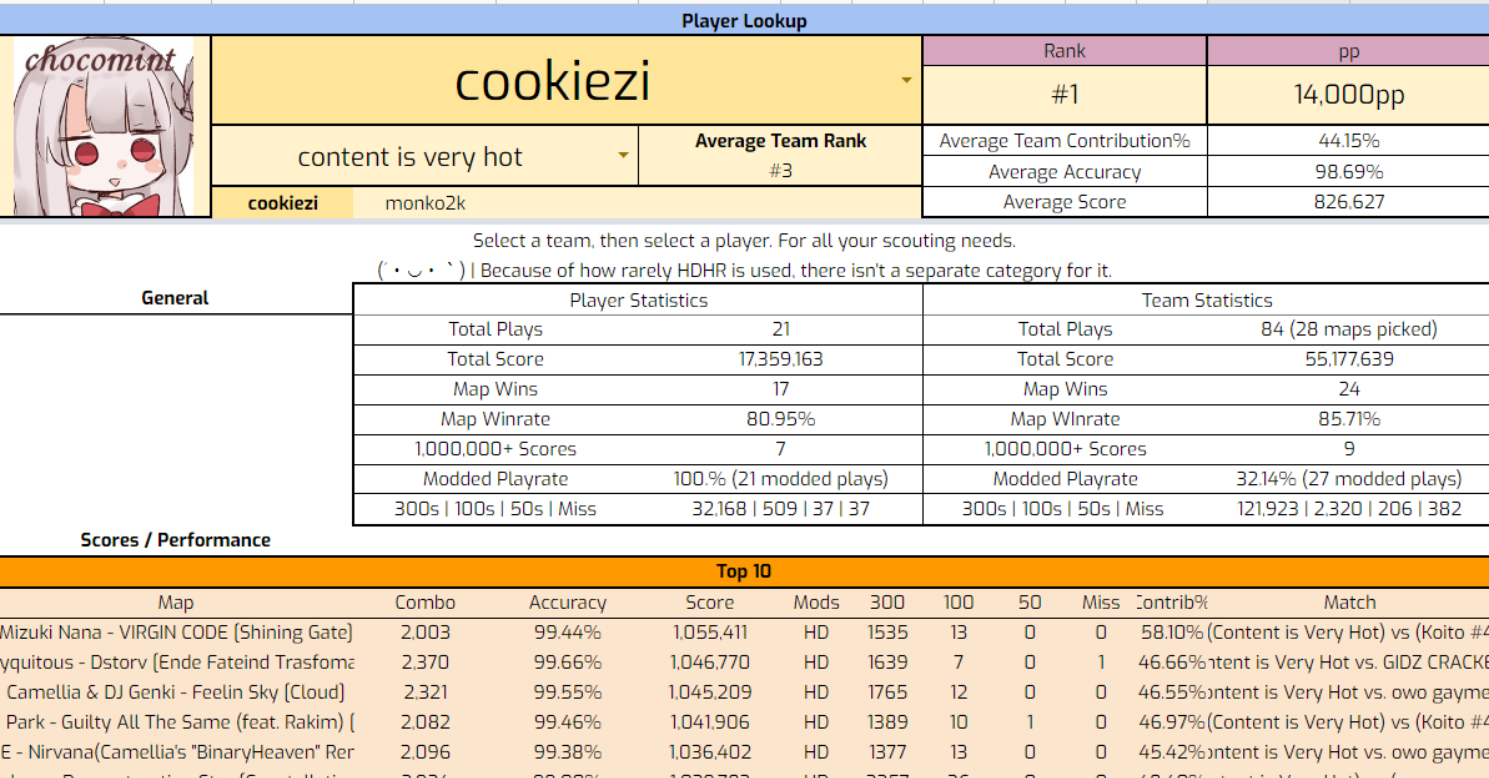 Player Lookup
chocomint
cookiezi
Rank pp
#1 14,000pp
content is very hot
Average Team Rank
#3
Average Team Contribution% 44.15%
Average Accuracy 98.69%
Average Score 826,627
cookiezi monko2k
Select a team, then select a player. For all your scouting needs.
(´・◡・`) | Because of how rarely HDHR is used, there isn't a separate category for it.
General
Player Statistics Team Statistics
Total Plays 21 Total Plays 84 (28 maps picked)
Total Score 17,359,163 Total Score 55,177,639
Map Wins 17 Map Wins 24
Map Winrate 80.95% Map WInrate 85.71%
1,000,000+ Scores 7 1,000,000+ Scores 9
Modded Playrate 100.% (21 modded plays) Modded Playrate 32.14% (27 modded plays)
300s | 100s | 50s | Miss 32,168 | 509 | 37 | 37 300s | 100s | 50s | Miss 121,923 | 2,320 | 206 | 382
Scores / Performance
Top 10
Map Combo Accuracy Score Mods 300 100 50 Miss Contrib% Match
Mizuki Nana - VIRGIN CODE [Shining Gate] 2,003 99.44% 1,055,411 HD 1535 13 0 0 58.10% (Content is Very Hot) vs (Koito #4
yquitous - Dstorv [Ende Fateind Trasfoma 2,370 99.66% 1,046,770 HD 1639 7 0 1 46.66% ntent is Very Hot vs. GIDZ CRACKE
Camellia & DJ Genki - Feelin Sky [Cloud] 2,321 99.55% 1,045,209 HD 1765 12 0 0 46.55% ontent is Very Hot vs. owo gayme
Park - Guilty All The Same (feat. Rakim) [ 2,082 99.46% 1,041,906 HD 1389 10 1 0 46.97% (Content is Very Hot) vs (Koito #4
E - Nirvana(Camellia's "BinaryHeaven" Rer 2,096 99.38% 1,036,402 HD 1377 13 0 0 45.42% ontent is Very Hot vs. owo gayme